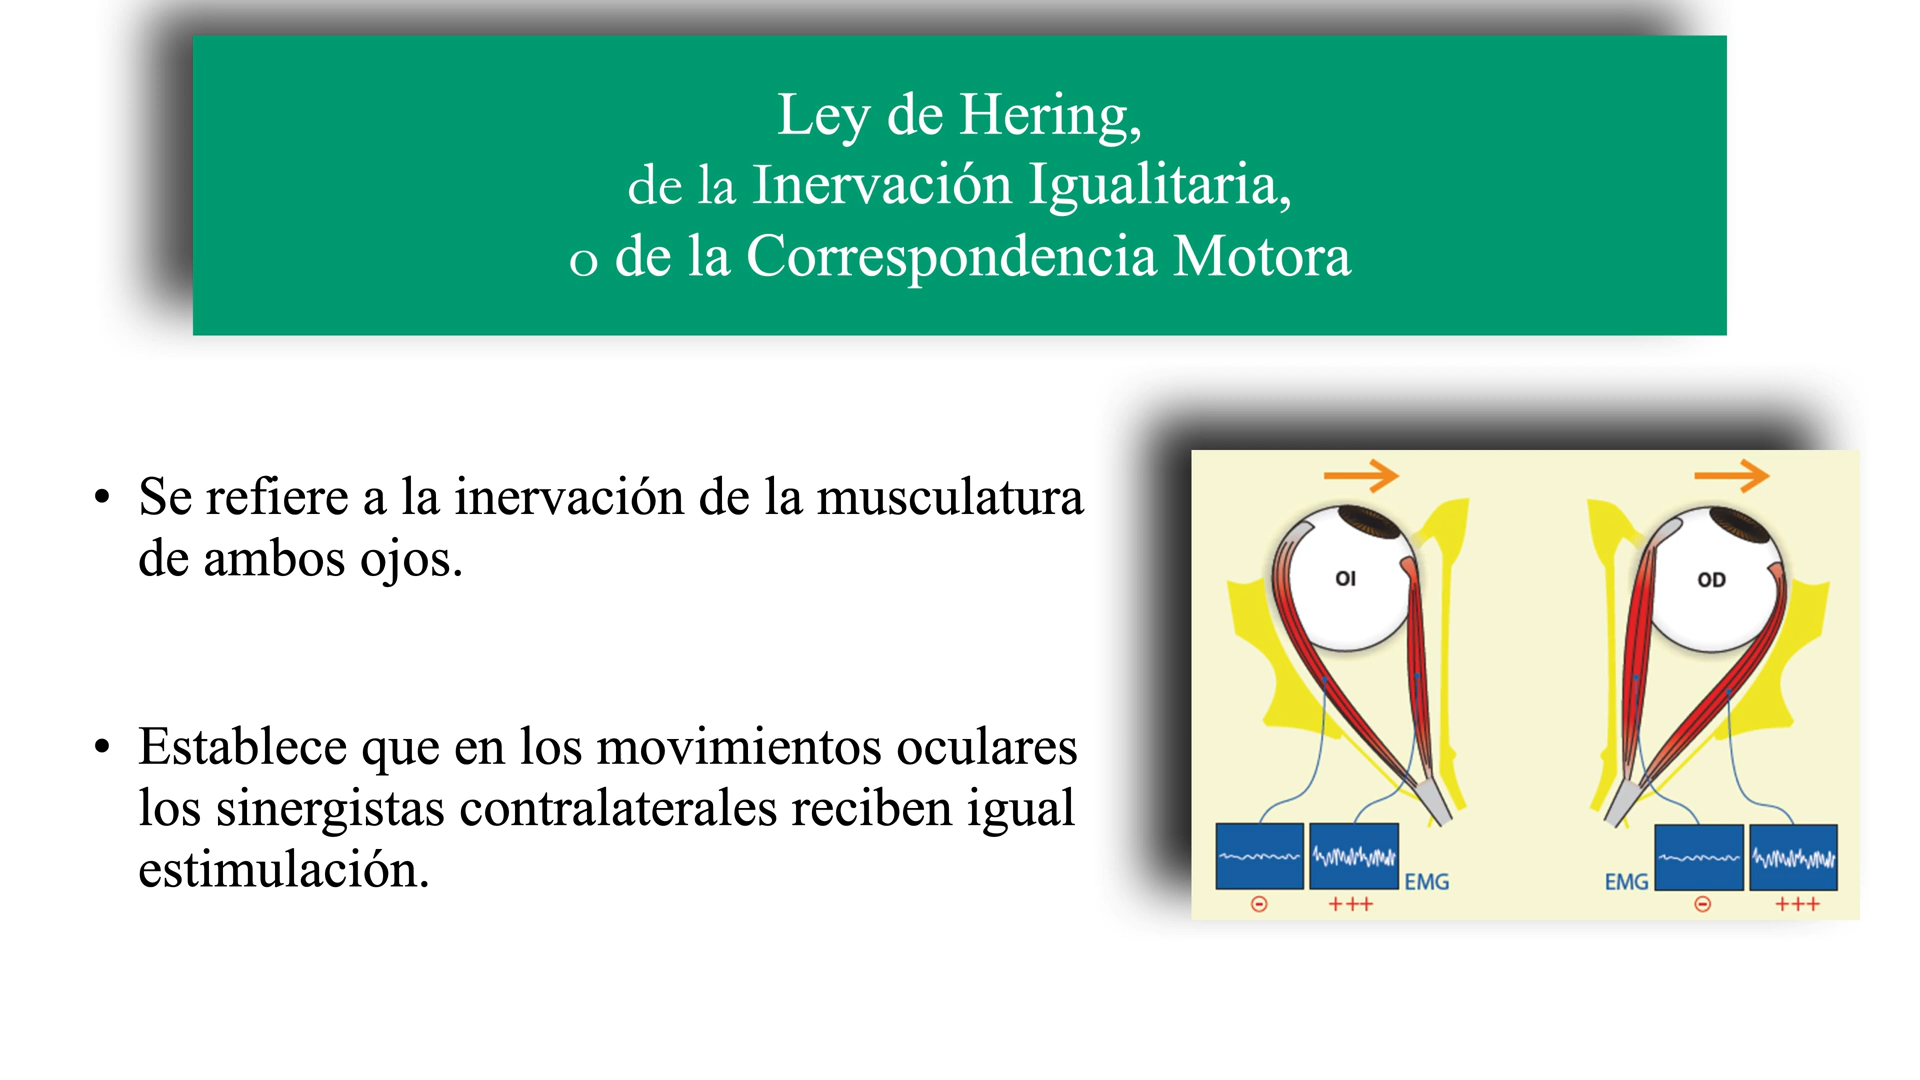 Ley de Hering,
de la Inervación Igualitaria,
o de la Correspondencia Motora
• Se refiere a la inervación de la musculatura
de ambos ojos.
• Establece que en los movimientos oculares
los sinergistas contralaterales reciben igual
estimulación.
OI
OD
EMG
EMG
⊖
+++
⊖
+++